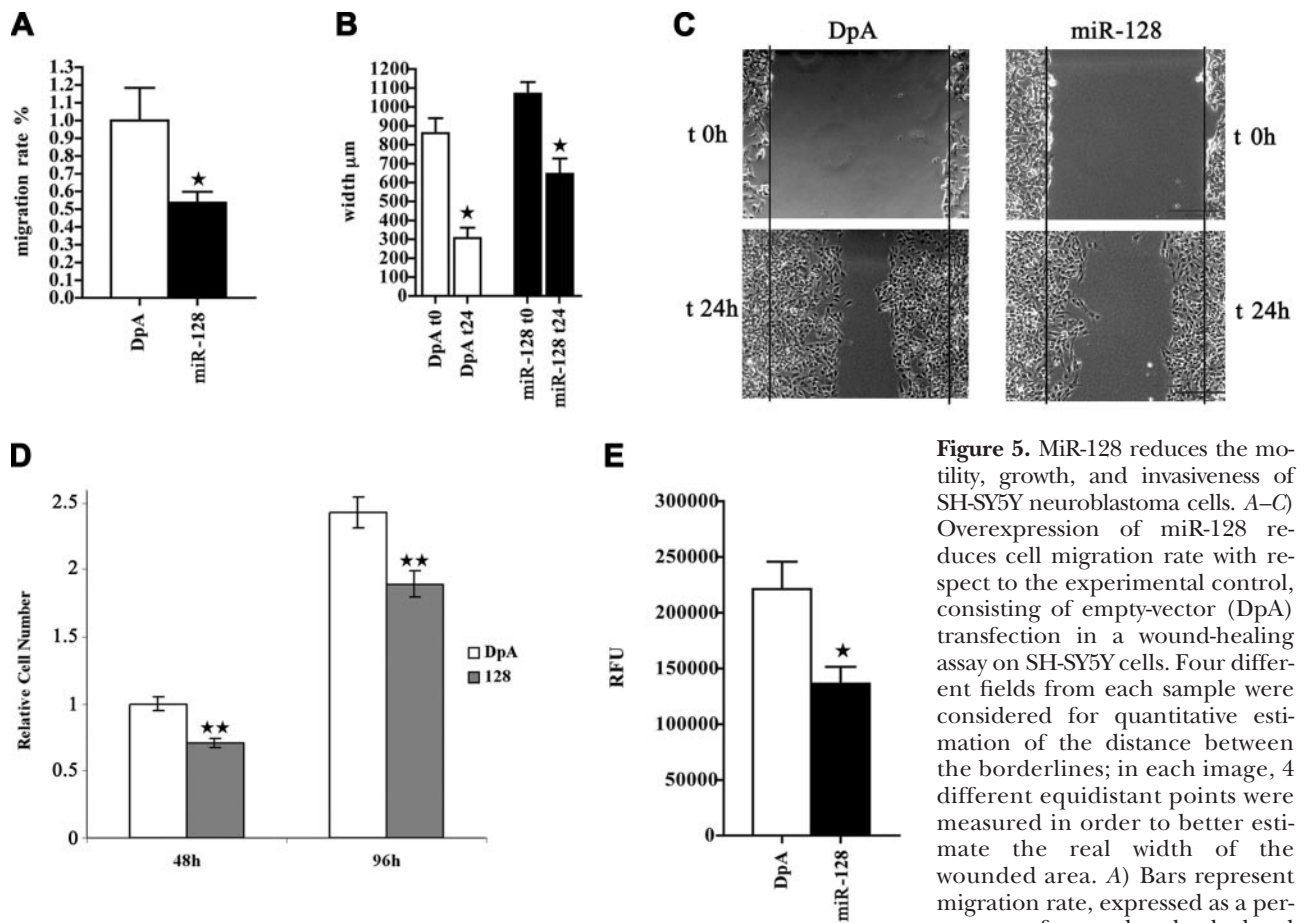 A
migration rate %
1.3
1.2
1.1
1.0
0.9
0.8
0.7
0.6
0.5
0.4
0.3
0.2
0.1
0.0
★
DpA
miR-128
B
width µm
1200
1100
1000
900
800
700
600
500
400
300
200
100
0
★
★
DpA t0
DpA t24
miR-128 t0
miR-128 t24
C
DpA
miR-128
t 0h
t 0h
t 24h
t 24h
D
Relative Cell Number
2.5
2
1.5
1
0.5
0
★★
★★
48h
96h
DpA
128
E
RFU
300000
250000
200000
150000
100000
50000
0
★
DpA
miR-128
Figure 5. MiR-128 reduces the mo-
tility, growth, and invasiveness of
SH-SY5Y neuroblastoma cells. A–C)
Overexpression of miR-128 re-
duces cell migration rate with re-
spect to the experimental control,
consisting of empty-vector (DpA)
transfection in a wound-healing
assay on SH-SY5Y cells. Four differ-
ent fields from each sample were
considered for quantitative esti-
mation of the distance between
the borderlines; in each image, 4
different equidistant points were
measured in order to better esti-
mate the real width of the
wounded area. A) Bars represent
migration rate, expressed as a per-